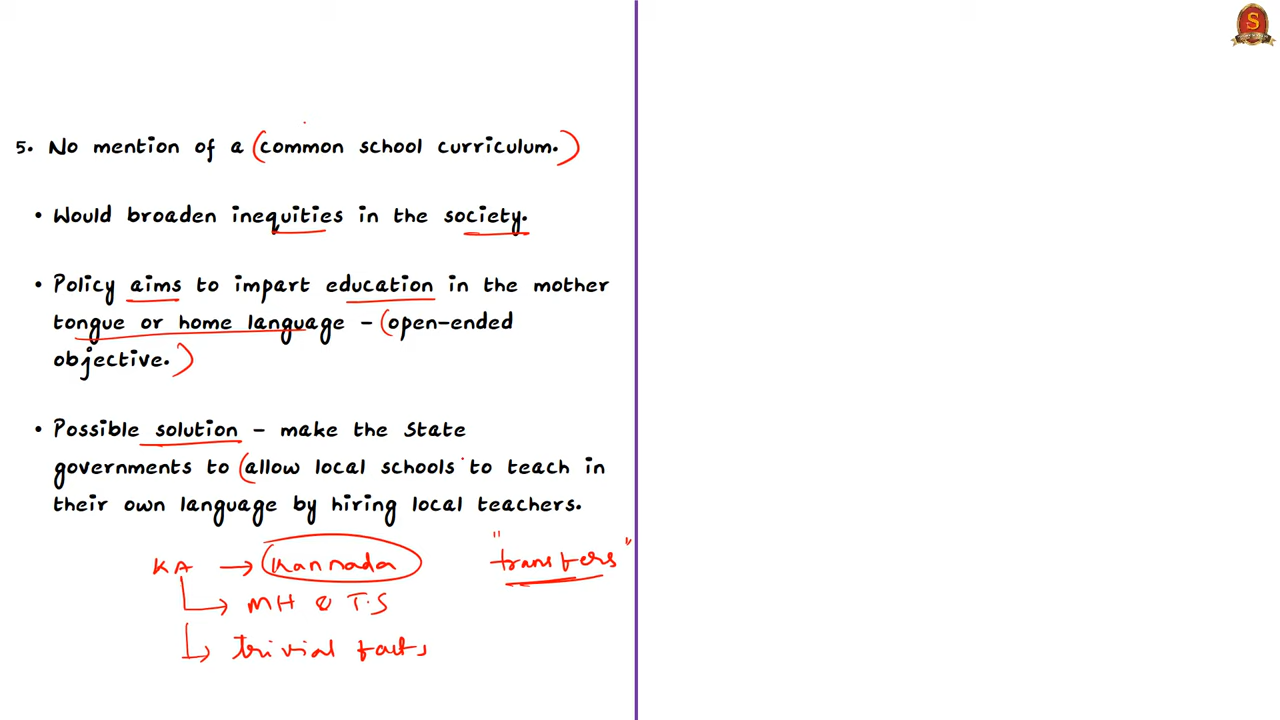 5. No mention of a (common school curriculum.)
• Would broaden inequities in the society.
• Policy aims to impart education in the mother
tongue or home language - (open-ended
objective.)
• Possible solution - make the State
governments to (allow local schools to teach in
their own language by hiring local teachers.
KA → Kannada
"transfers"
MH & T.S
trivial facts
S